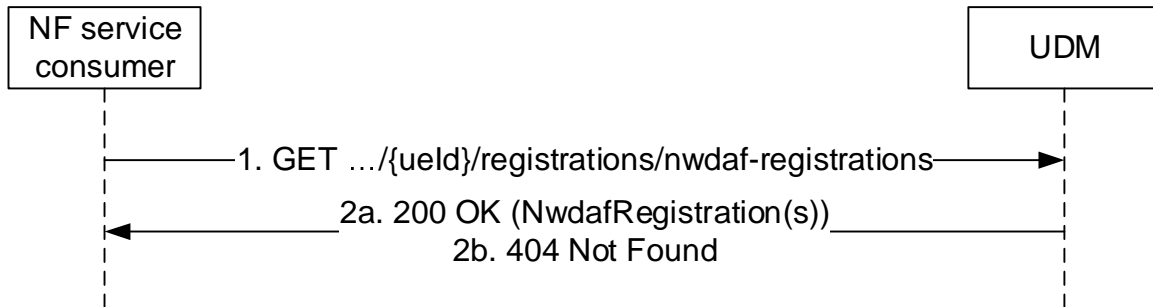 NF service
consumer
UDM
1. GET …/{ueId}/registrations/nwdaf-registrations
2a. 200 OK (NwdafRegistration(s))
2b. 404 Not Found